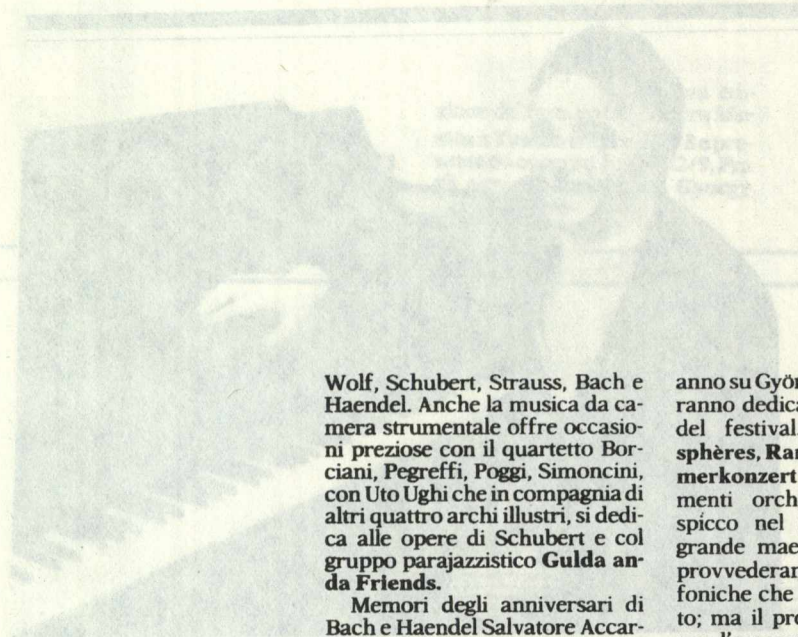 Wolf, Schubert, Strauss, Bach e
Haendel. Anche la musica da ca-
mera strumentale offre occasio-
ni preziose con il quartetto Bor-
ciani, Pegreffi, Poggi, Simoncini,
con Uto Ughi che in compagnia di
altri quattro archi illustri, si dedi-
ca alle opere di Schubert e col
gruppo parajazzistico Gulda an-
da Friends.
Memori degli anniversari di
Bach e Haendel Salvatore Accar-
anno su Györ
ranno dedica
del festival
sphères, Ra
merkonzert
menti orch
spicco nel
grande mae
provvederan
foniche che
to; ma il pre